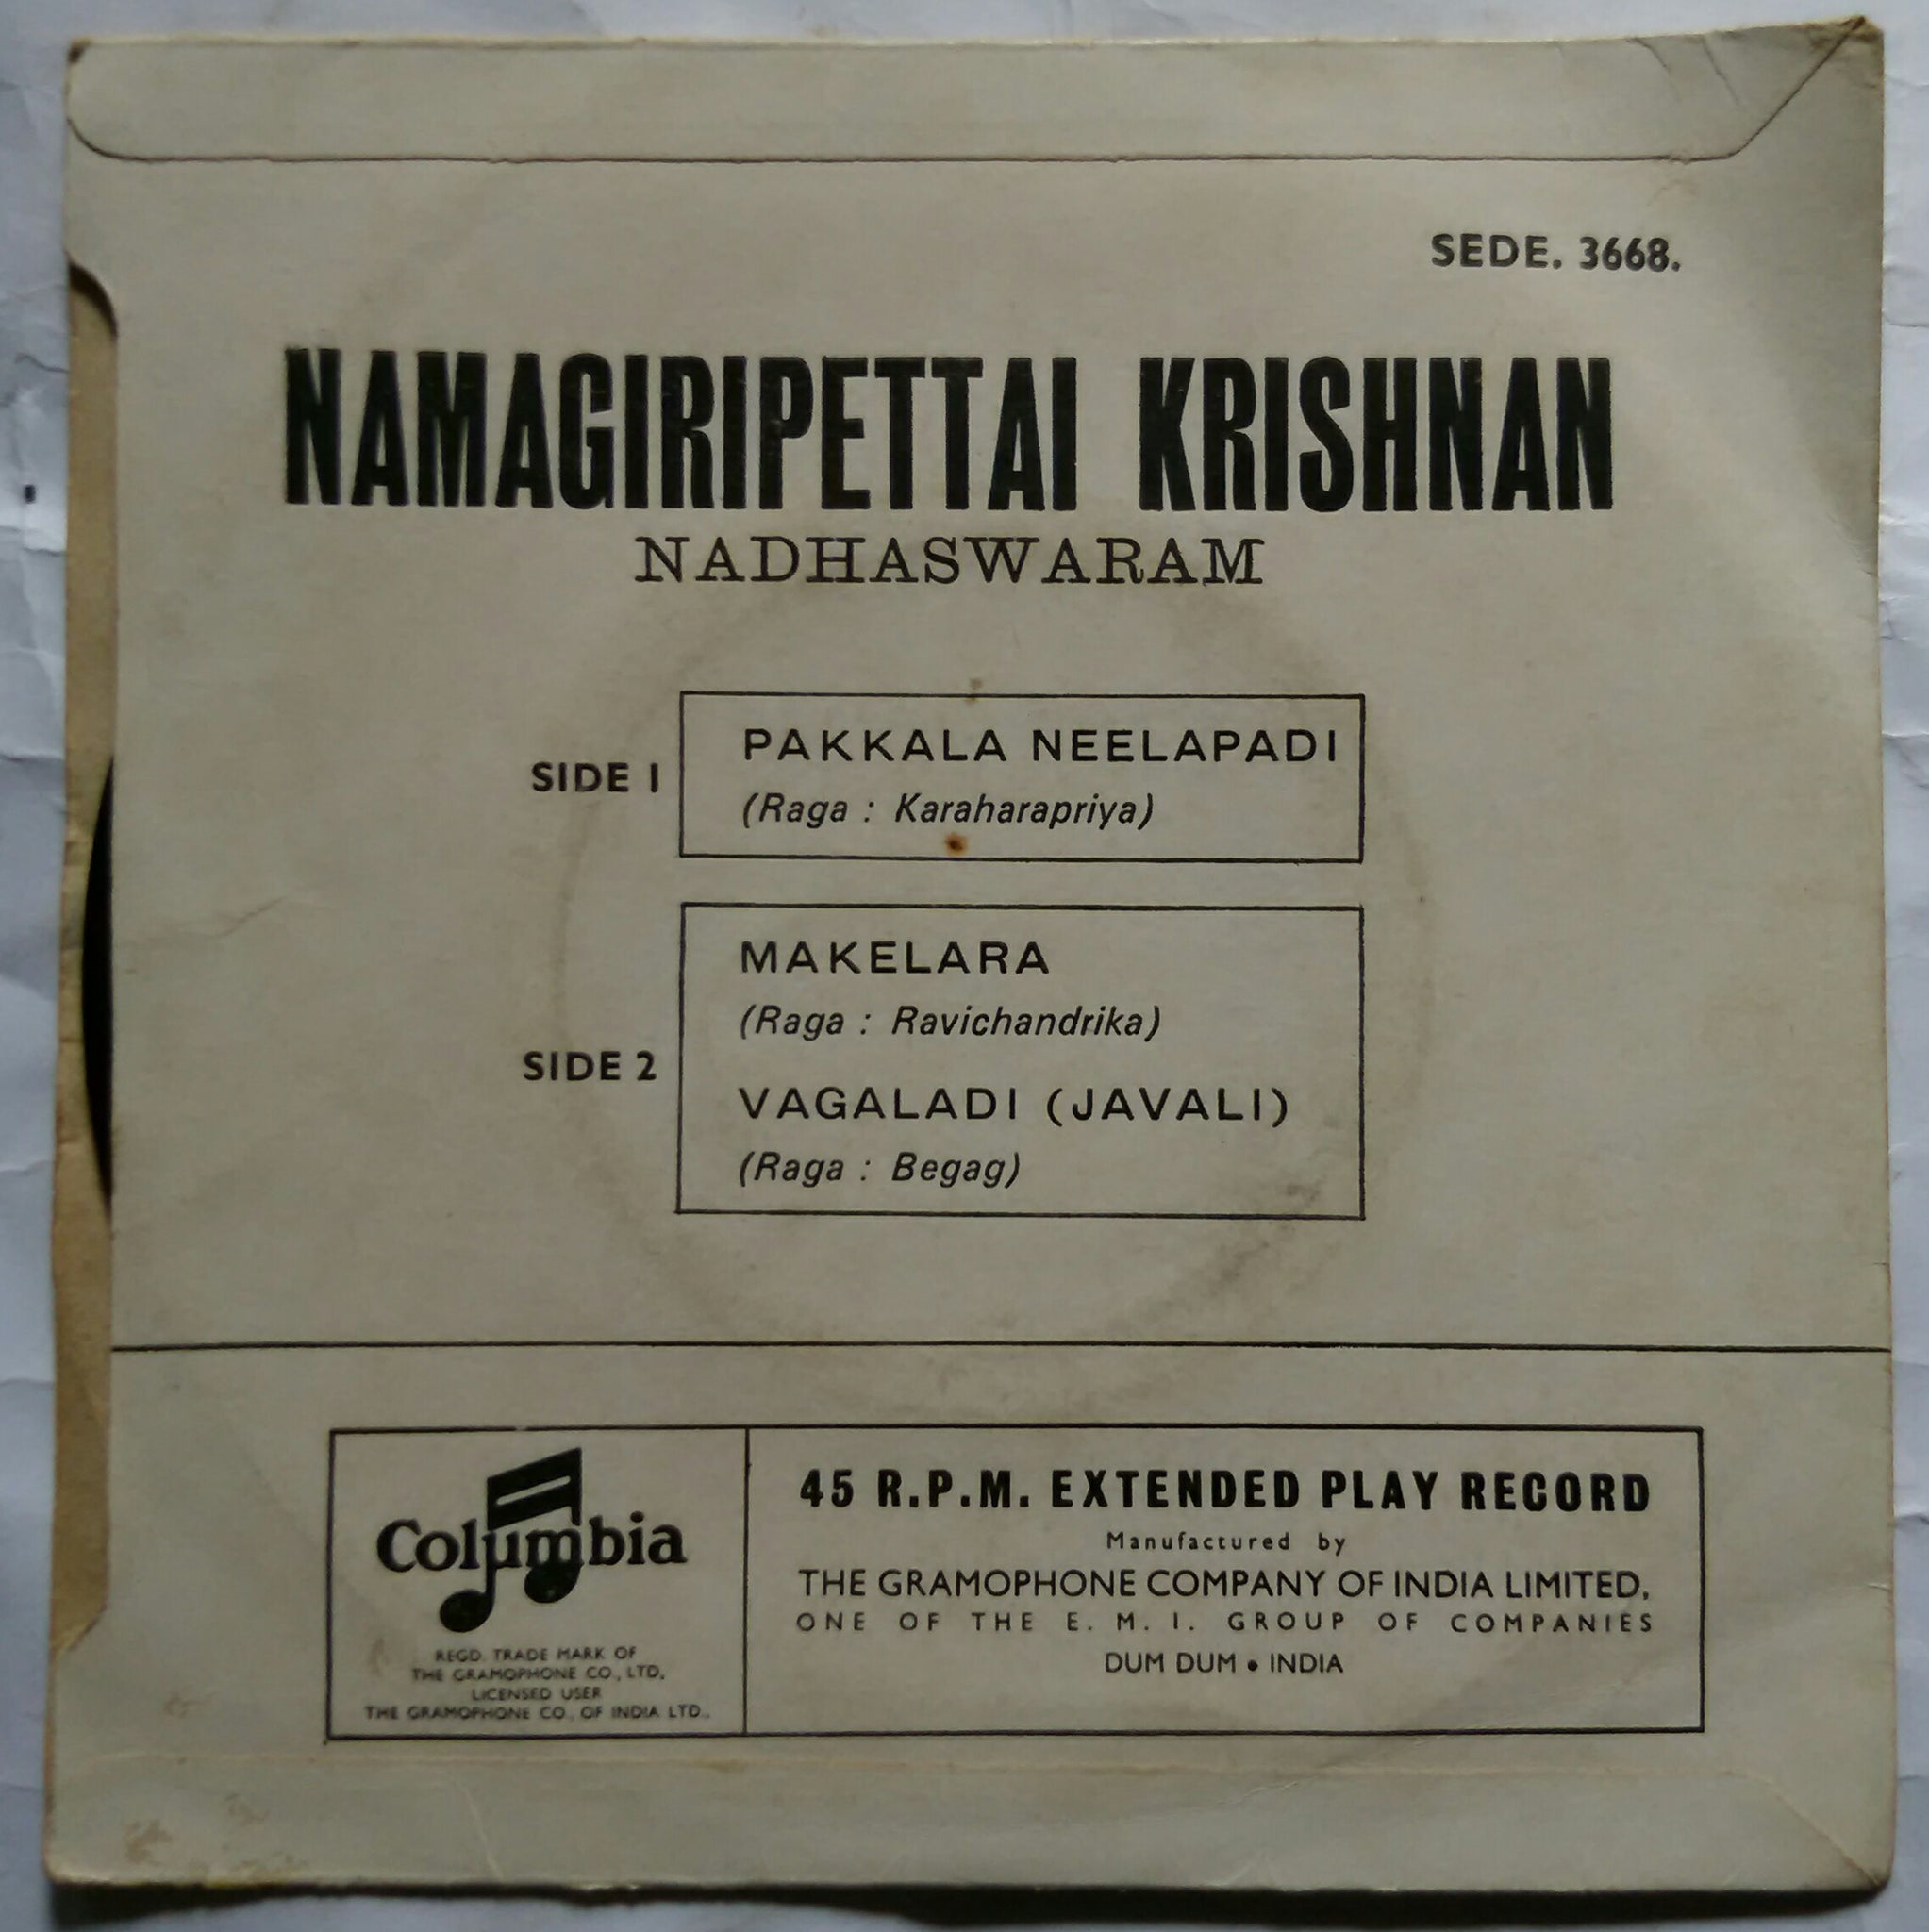 SEDE. 3668.
NAMAGIRIPETTAI KRISHNAN
NADHASWARAM
SIDE 1
PAKKALA NEELAPADI
(Raga : Karaharapriya)
SIDE 2
MAKELARA
(Raga : Ravichandrika)
VAGALADI (JAVALI)
(Raga : Begag)
Columbia
REGD. TRADE MARK OF
THE GRAMOPHONE CO., LTD.
LICENSED USER
THE GRAMOPHONE CO. OF INDIA LTD..
45 R.P.M. EXTENDED PLAY RECORD
Manufactured by
THE GRAMOPHONE COMPANY OF INDIA LIMITED,
ONE OF THE E. M. I. GROUP OF COMPANIES
DUM DUM • INDIA